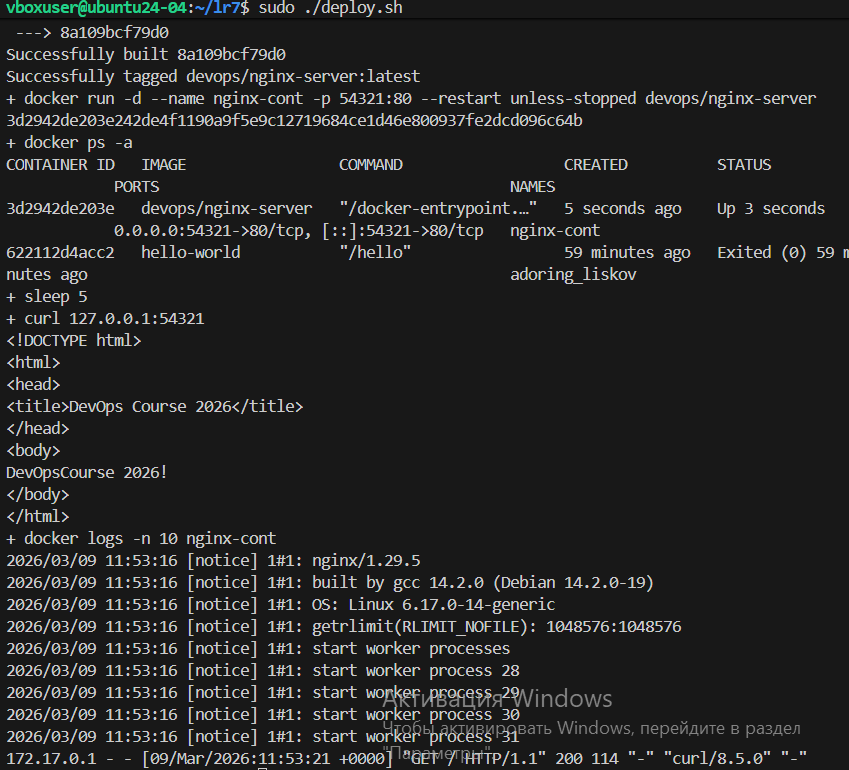 vboxuser@ubuntu24-04:~/lr7$ sudo ./deploy.sh
---> 8a109bcf79d0
Successfully built 8a109bcf79d0
Successfully tagged devops/nginx-server:latest
+ docker run -d --name nginx-cont -p 54321:80 --restart unless-stopped devops/nginx-server
3d2942de203e242de4f1190a9f5e9c12719684ce1d46e800937fe2dcd096c64b
+ docker ps -a
CONTAINER ID   IMAGE                 COMMAND                  CREATED          STATUS
PORTS                                       NAMES
3d2942de203e   devops/nginx-server   "/docker-entrypoint.…"   5 seconds ago    Up 3 seconds
0.0.0.0:54321->80/tcp, [::]:54321->80/tcp   nginx-cont
622112d4acc2   hello-world           "/hello"                 59 minutes ago   Exited (0) 59 m
nutes ago                                               adoring_liskov
+ sleep 5
+ curl 127.0.0.1:54321
<!DOCTYPE html>
<html>
<head>
<title>DevOps Course 2026</title>
</head>
<body>
DevOpsCourse 2026!
</body>
</html>
+ docker logs -n 10 nginx-cont
2026/03/09 11:53:16 [notice] 1#1: nginx/1.29.5
2026/03/09 11:53:16 [notice] 1#1: built by gcc 14.2.0 (Debian 14.2.0-19)
2026/03/09 11:53:16 [notice] 1#1: OS: Linux 6.17.0-14-generic
2026/03/09 11:53:16 [notice] 1#1: getrlimit(RLIMIT_NOFILE): 1048576:1048576
2026/03/09 11:53:16 [notice] 1#1: start worker processes
2026/03/09 11:53:16 [notice] 1#1: start worker process 28
2026/03/09 11:53:16 [notice] 1#1: start worker process 29
Активация Windows
2026/03/09 11:53:16 [notice] 1#1: start worker process 30
Чтобы активировать Windows, перейдите в раздел
2026/03/09 11:53:16 [notice] 1#1: start worker process 31
"Параметры".
172.17.0.1 - - [09/Mar/2026:11:53:21 +0000] "GET / HTTP/1.1" 200 114 "-" "curl/8.5.0" "-"